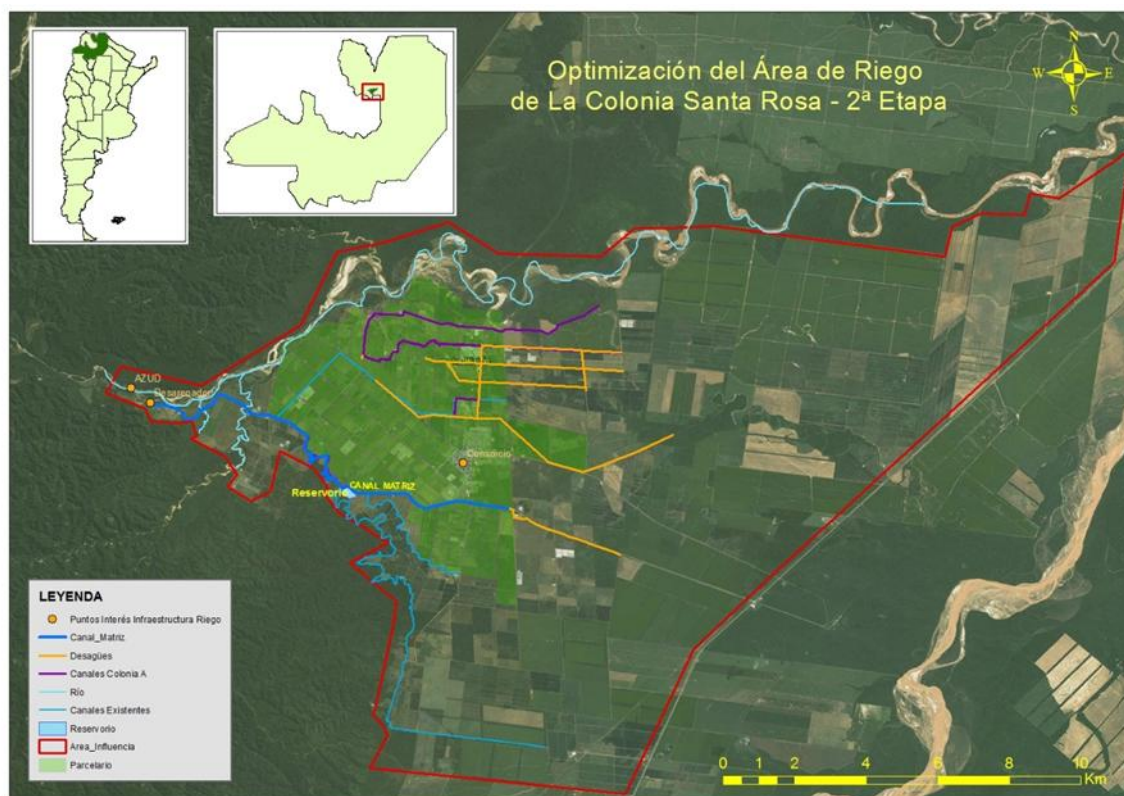 Optimización del Área de Riego
de La Colonia Santa Rosa - 2ª Etapa
N
W E
S
AZUD
Desarenador
Consorcio
Reservorio
CANAL MATRIZ
LEYENDA
Puntos Interés Infraestructura Riego
Canal_Matriz
Desagües
Canales Colonia A
Río
Canales Existentes
Reservorio
Area_Influencia
Parcelario
0 1 2 4 6 8 10
Km